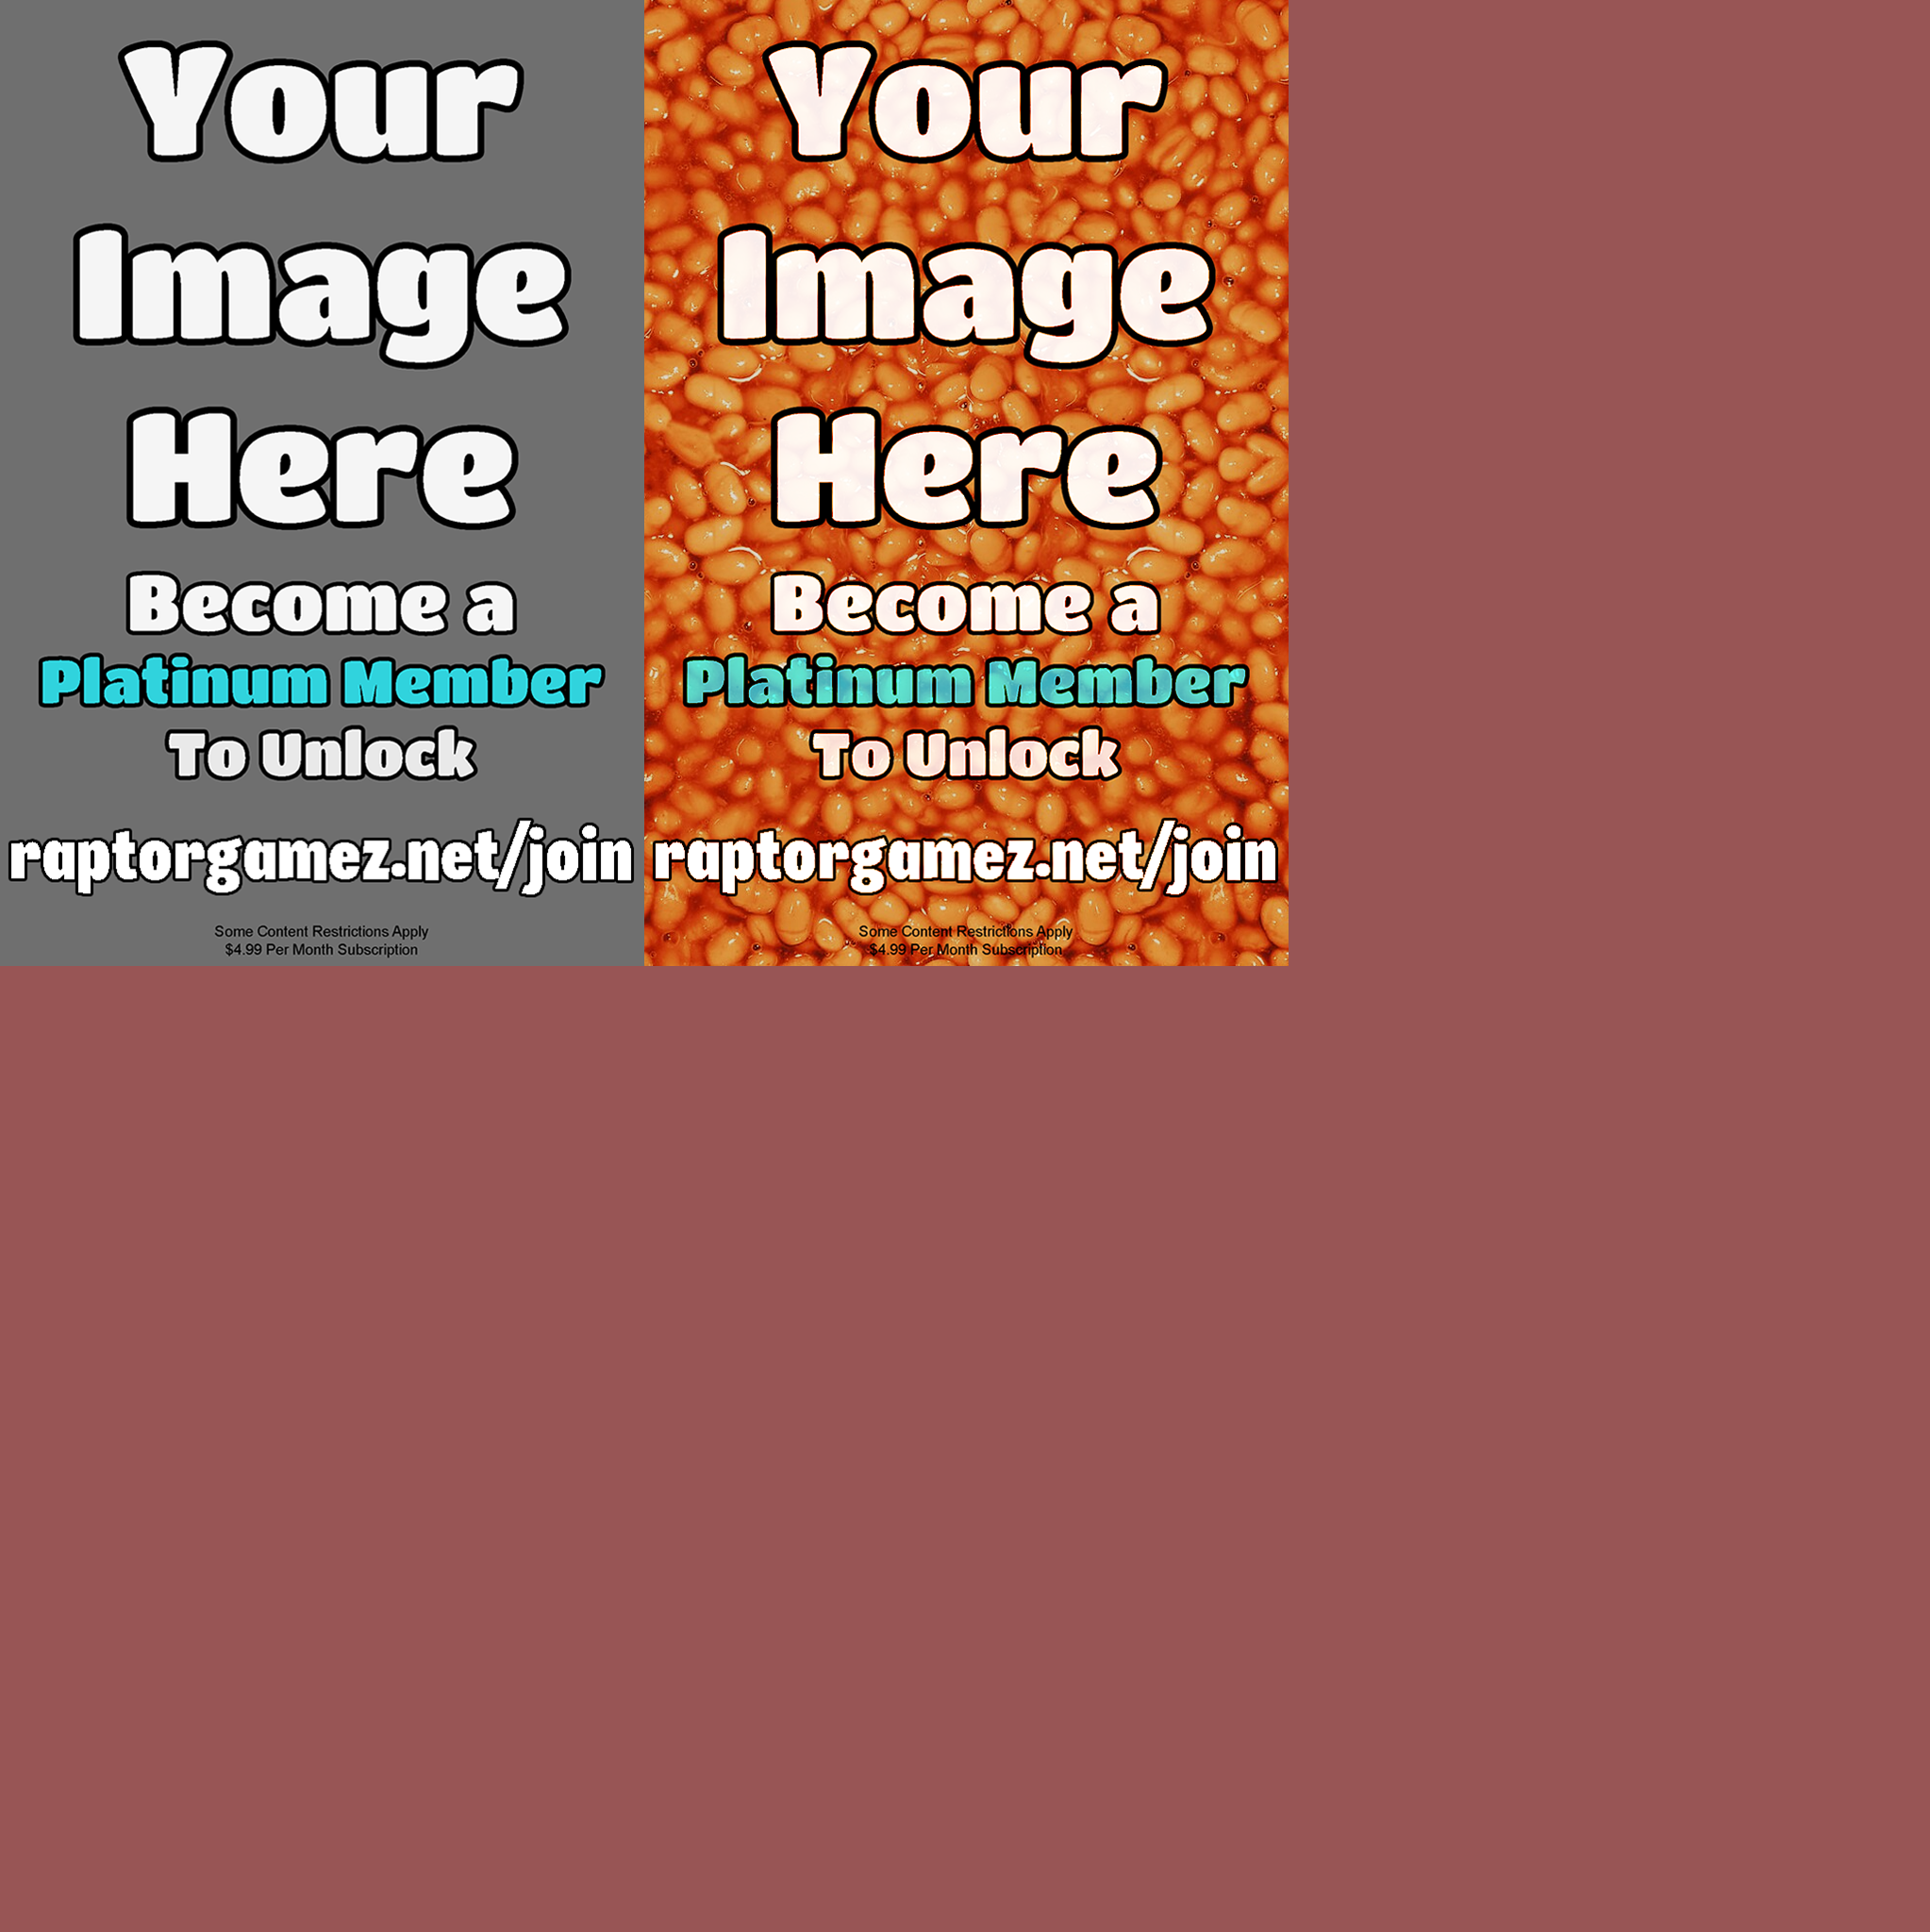 Your
Image
Here
Become a
Platinum Member
To Unlock
raptorgamez.net/join
Some Content Restrictions Apply
$4.99 Per Month Subscription
Your
Image
Here
Become a
Platinum Member
To Unlock
raptorgamez.net/join
Some Content Restrictions Apply
$4.99 Per Month Subscription